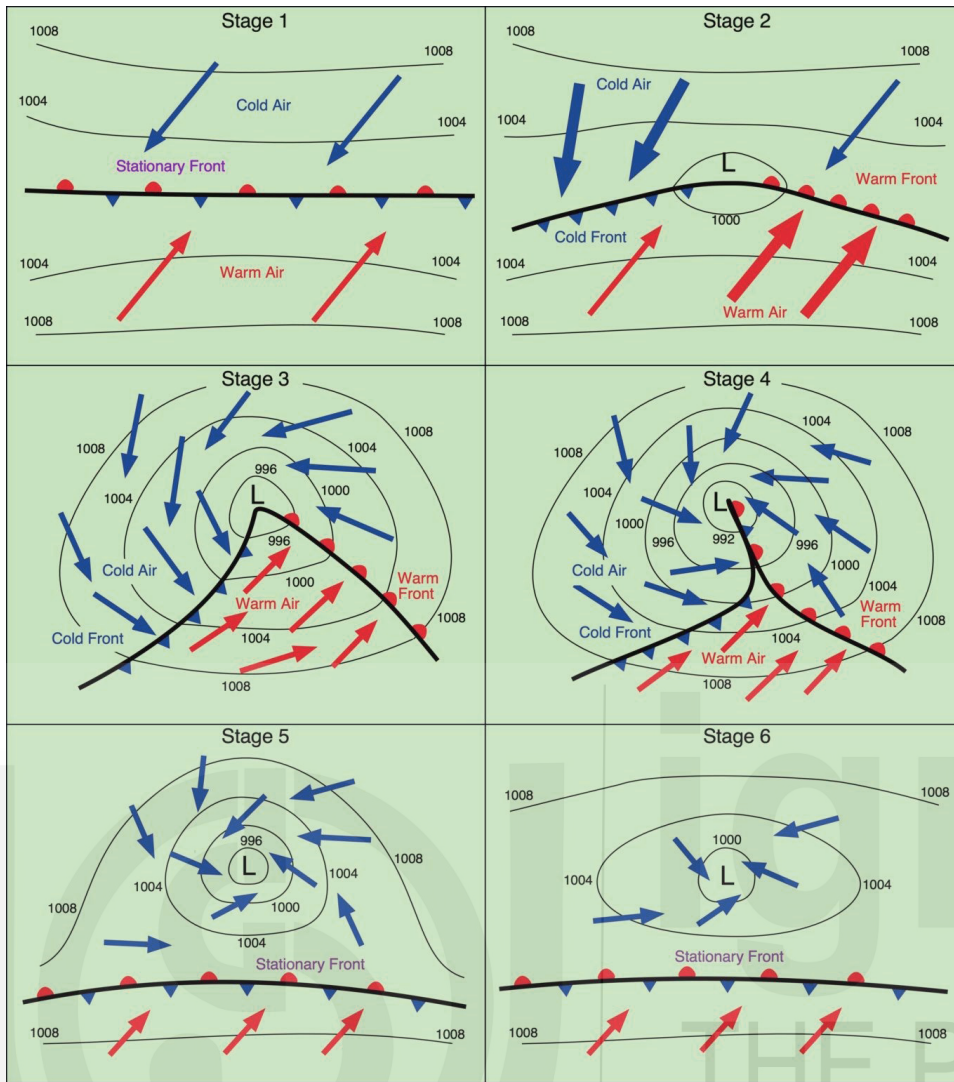 Stage 1
1008
1008
Cold Air
1004
1004
Stationary Front
1004
1004
Warm Air
1008
1008
Stage 2
1008
1008
Cold Air
1004
1004
L
Warm Front
1000
Cold Front
1004
1004
Warm Air
1008
1008
Stage 3
1008
1008
1004
996
1004
1000
L
996
Cold Air
1000
Warm
Front
Warm Air
Cold Front
1004
1008
1008
Stage 4
1008
1008
1004
1004
L
1000
996
992
996
1000
Cold Air
1004
Warm
Front
Cold Front
1004
1008
Warm Air
1008
Stage 5
996
1008
L
1004
1004
1008
1000
1004
Stationary Front
1008
1008
Stage 6
1008
1008
1000
L
1004
1004
Stationary Front
1008
1008
THE P